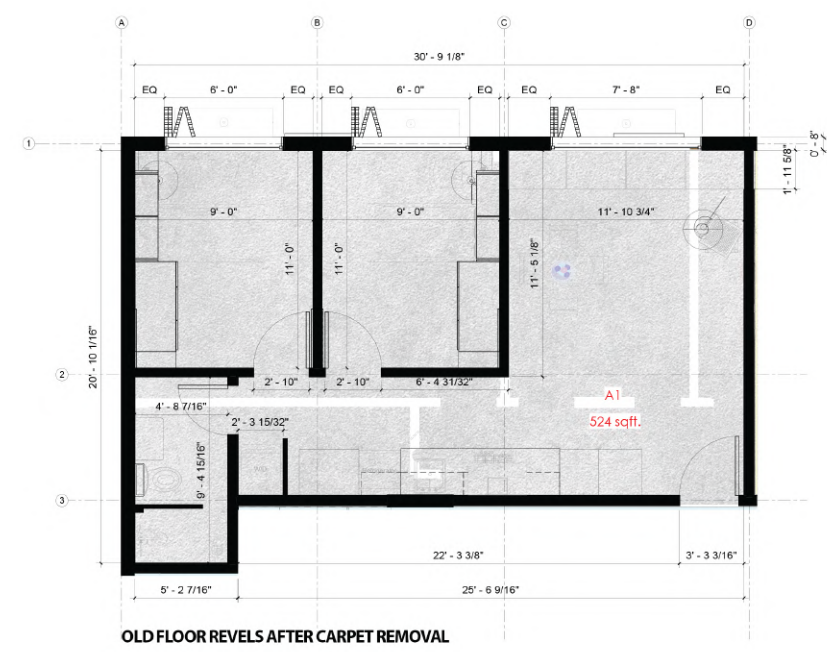 A B C D
30' - 9 1/8"
EQ 6' - 0" EQ EQ 6' - 0" EQ EQ 7' - 8" EQ
1
0' - 8"
1' - 11 5/8"
9' - 0" 9' - 0" 11' - 10 3/4"
11' - 0" 11' - 0" 11' - 5 1/8"
20' - 10 1/16"
2
2' - 10" 2' - 10" 6' - 4 31/32"
A1
524 sqft.
4' - 8 7/16"
2' - 3 15/32"
9' - 4 15/16"
3
22' - 3 3/8" 3' - 3 3/16"
5' - 2 7/16" 25' - 6 9/16"
OLD FLOOR REVELS AFTER CARPET REMOVAL